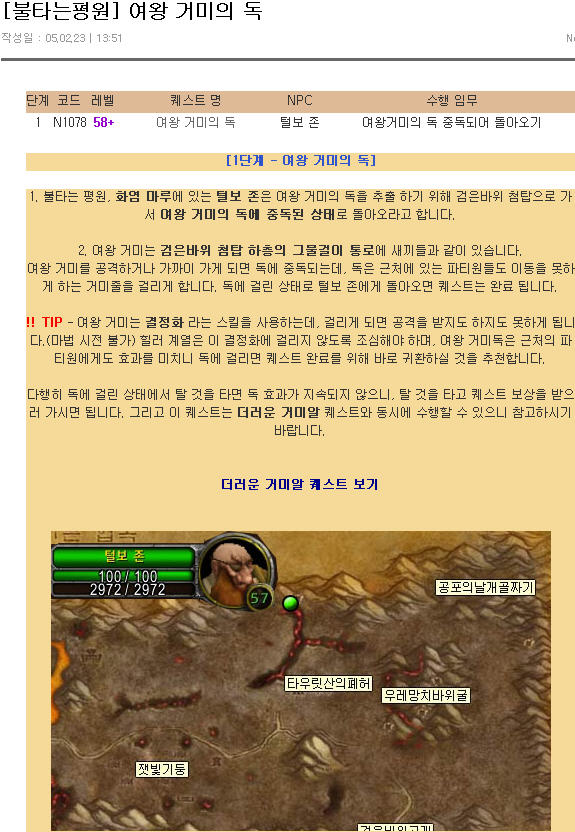 [불타는평원] 여왕 거미의 독
작성일 : 05,02,23 | 13:51
단계 코드 레벨 퀘스트 명 NPC 수행 임무
1 N1078 58+ 여왕 거미의 독 털보 존 여왕거미의 독 중독되어 돌아오기
[1단계 - 여왕 거미의 독]
1. 불타는 평원, 화염 마루에 있는 털보 존은 여왕 거미의 독을 추출 하기 위해 검은바위 첨탑으로 가
서 여왕 거미의 독에 중독된 상태로 돌아오라고 합니다.
2. 여왕 거미는 검은바위 첨탑 하층의 그물걸이 통로에 새끼들과 같이 있습니다.
여왕 거미를 공격하거나 가까이 가게 되면 독에 중독되는데, 독은 근처에 있는 파티원들도 이동을 못하
게 하는 거미줄을 걸리게 합니다. 독에 걸린 상태로 털보 존에게 돌아오면 퀘스트는 완료 됩니다.
!! TIP - 여왕 거미는 결정화 라는 스킬을 사용하는데, 걸리게 되면 공격을 받지도 하지도 못하게 됩니
다.(마법 시전 불가) 힐러 계열은 이 결정화에 걸리지 않도록 조심해야 하며, 여왕 거미독은 근처의 파
티원에게도 효과를 미치니 독에 걸리면 퀘스트 완료를 위해 바로 귀환하실 것을 추천합니다.
다행히 독에 걸린 상태에서 탈 것을 타면 독 효과가 지속되지 않으니, 탈 것을 타고 퀘스트 보상을 받으
러 가시면 됩니다. 그리고 이 퀘스트는 더러운 거미알 퀘스트와 동시에 수행할 수 있으니 참고하시기
바랍니다.
더러운 거미알 퀘스트 보기
털보 존
100 / 100
2972 / 2972
57
공포의날개골짜기
타우릿산의폐허
우레망치바위굴
잿빛기둥